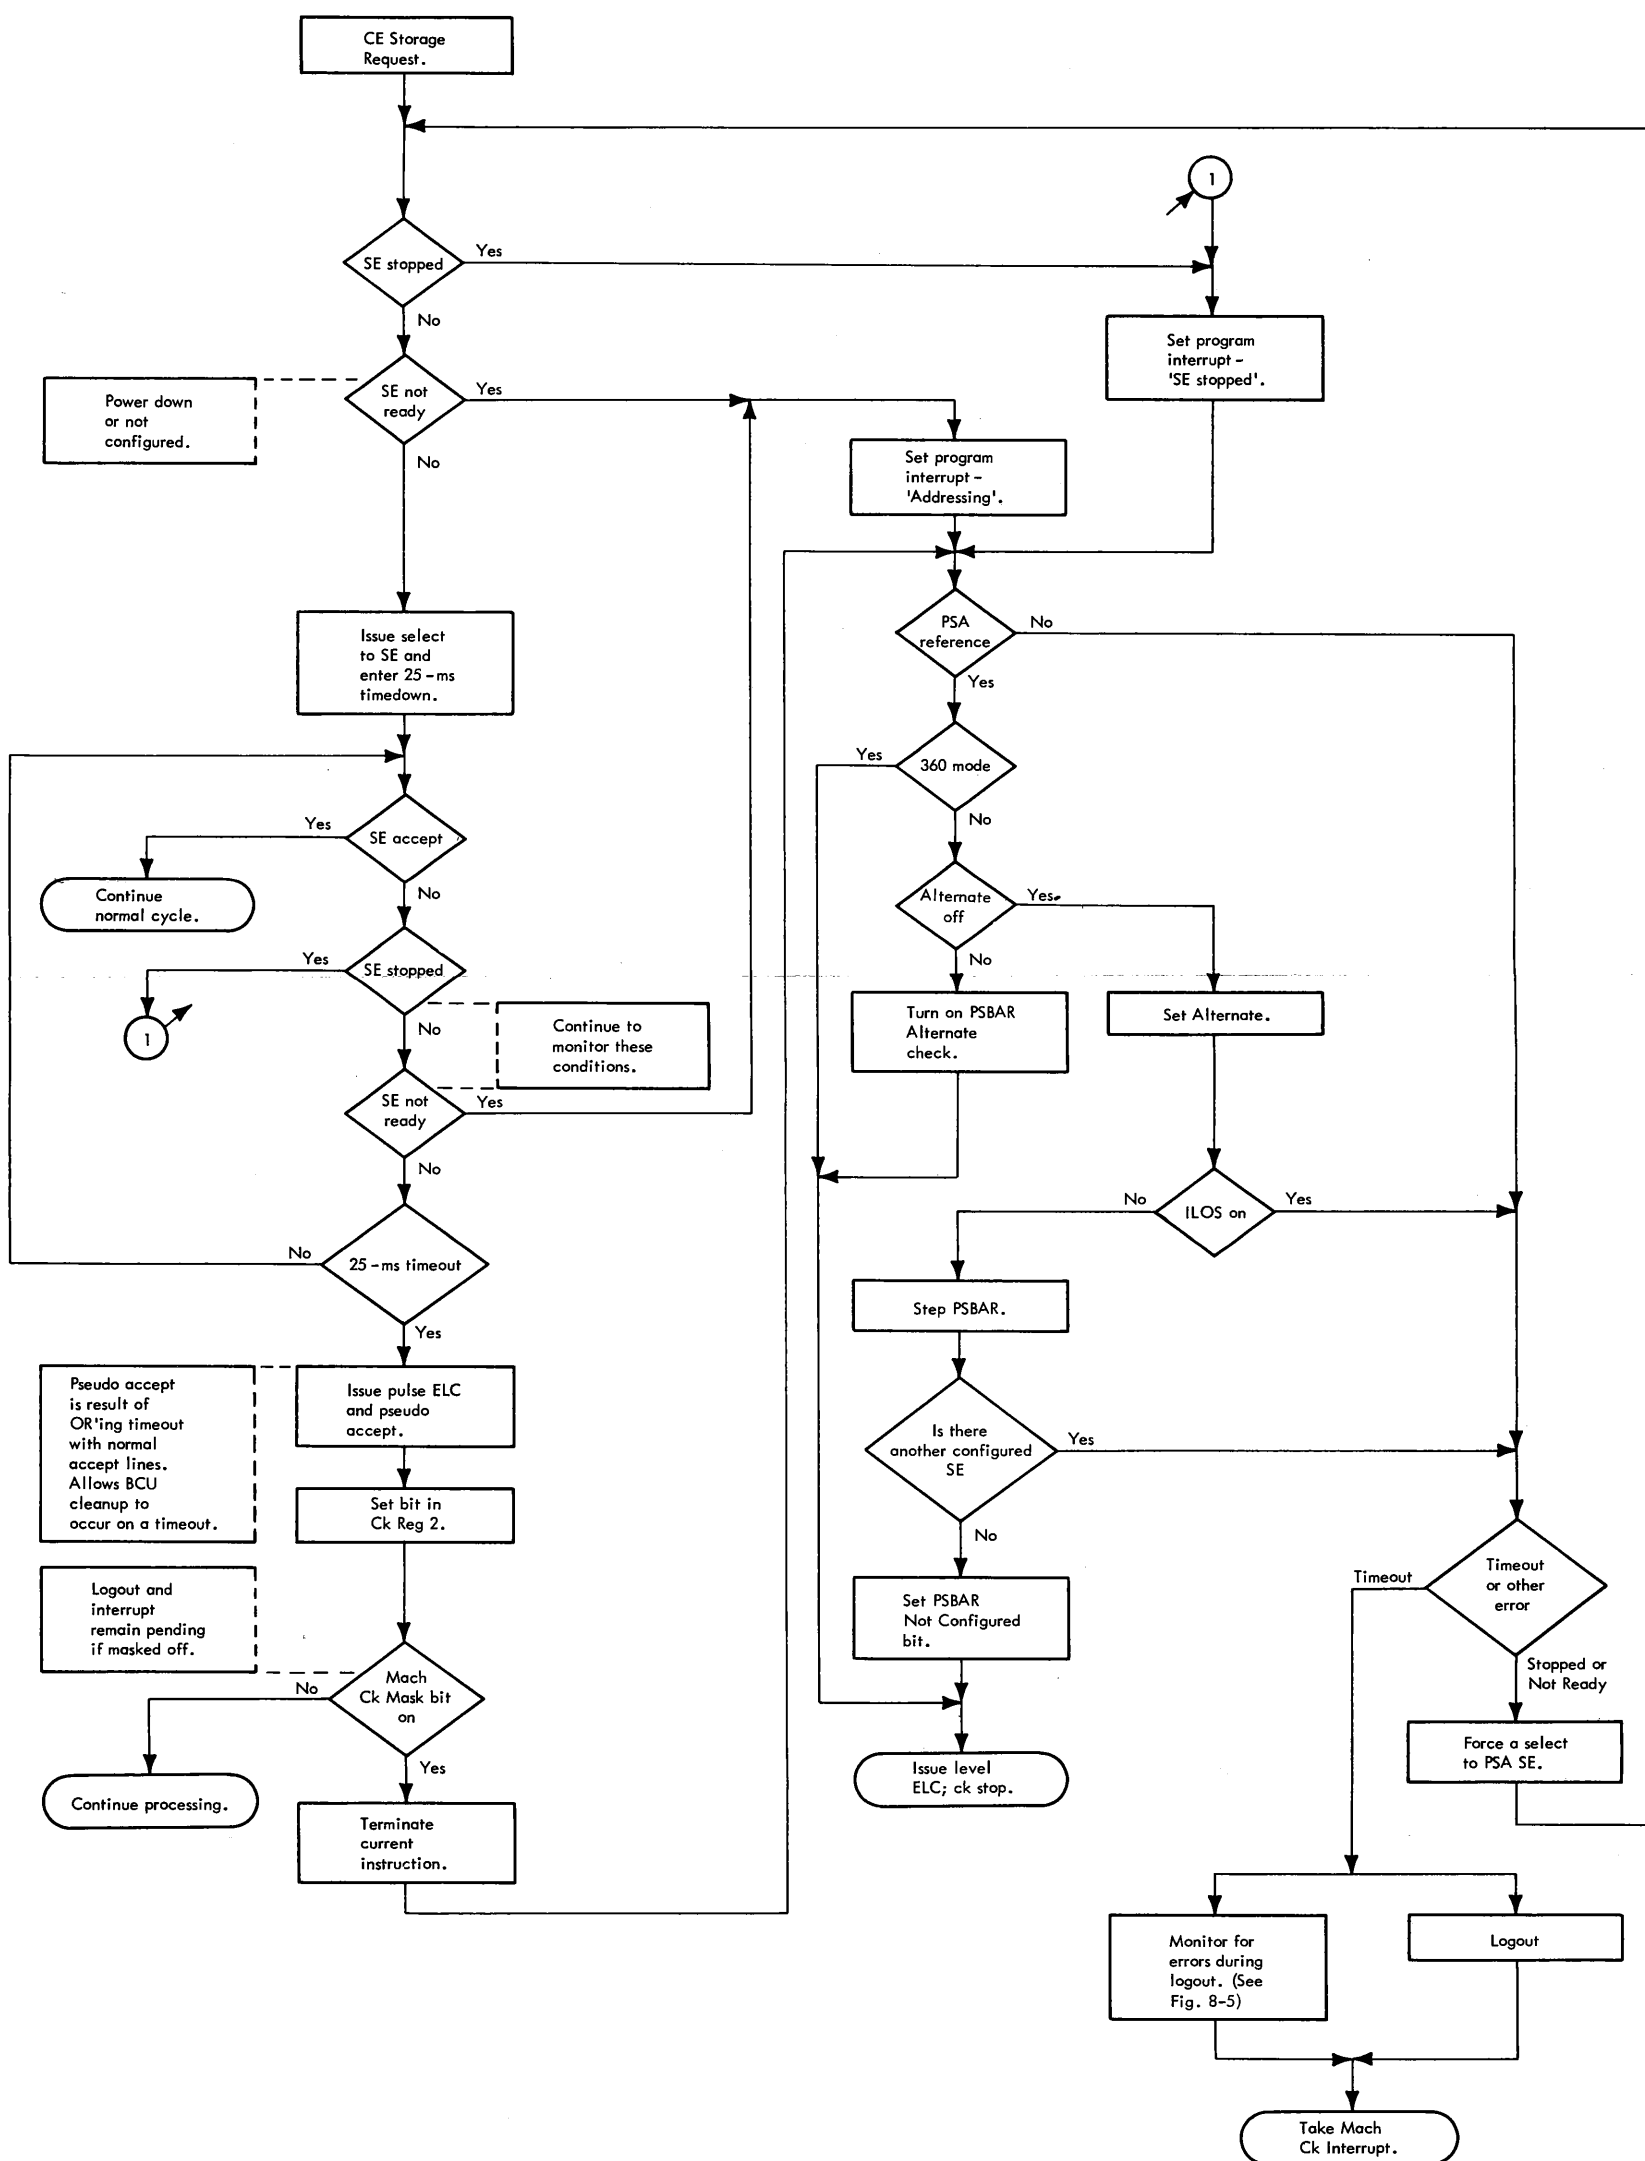 CE Storage
Request.
1
SE stopped
Yes
No
Set program
interrupt -
'SE stopped'.
Power down
or not
configured.
SE not
ready
Yes
No
Set program
interrupt -
'Addressing'.
PSA
reference
No
Yes
Issue select
to SE and
enter 25-ms
timedown.
360 mode
Yes
No
SE accept
Yes
No
Continue
normal cycle.
Alternate
off
Yes.
No
SE stopped
Yes
No
1
Continue to
monitor these
conditions.
Turn on PSBAR
Alternate
check.
Set Alternate.
SE not
ready
Yes
No
ILOS on
No
Yes
25-ms timeout
No
Yes
Step PSBAR.
Pseudo accept
is result of
OR'ing timeout
with normal
accept lines.
Allows BCU
cleanup to
occur on a timeout.
Issue pulse ELC
and pseudo
accept.
Is there
another configured
SE
Yes
No
Set bit in
Ck Reg 2.
Logout and
interrupt
remain pending
if masked off.
Set PSBAR
Not Configured
bit.
Timeout
or other
error
Timeout
Stopped or
Not Ready
Mach
Ck Mask bit
on
No
Yes
Force a select
to PSA SE.
Issue level
ELC; ck stop.
Continue processing.
Terminate
current
instruction.
Monitor for
errors during
logout. (See
Fig. 8-5)
Logout
Take Mach
Ck Interrupt.